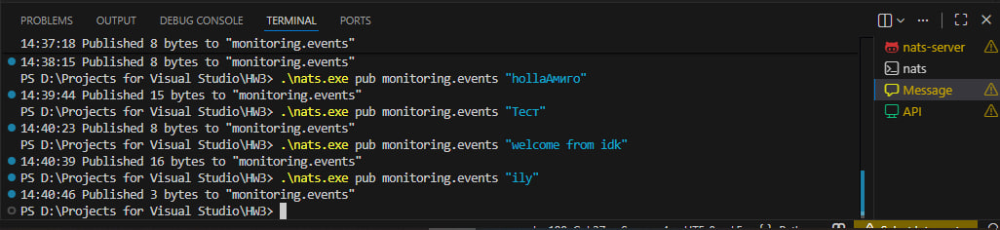 PROBLEMS OUTPUT DEBUG CONSOLE TERMINAL PORTS
14:37:18 Published 8 bytes to "monitoring.events"
14:38:15 Published 8 bytes to "monitoring.events"
PS D:\Projects for Visual Studio\HW3> .\nats.exe pub monitoring.events "hollaАмиго"
14:39:44 Published 15 bytes to "monitoring.events"
PS D:\Projects for Visual Studio\HW3> .\nats.exe pub monitoring.events "Тест"
14:40:23 Published 8 bytes to "monitoring.events"
PS D:\Projects for Visual Studio\HW3> .\nats.exe pub monitoring.events "welcome from idk"
14:40:39 Published 16 bytes to "monitoring.events"
PS D:\Projects for Visual Studio\HW3> .\nats.exe pub monitoring.events "ily"
14:40:46 Published 3 bytes to "monitoring.events"
PS D:\Projects for Visual Studio\HW3>
nats-server
nats
Message
API